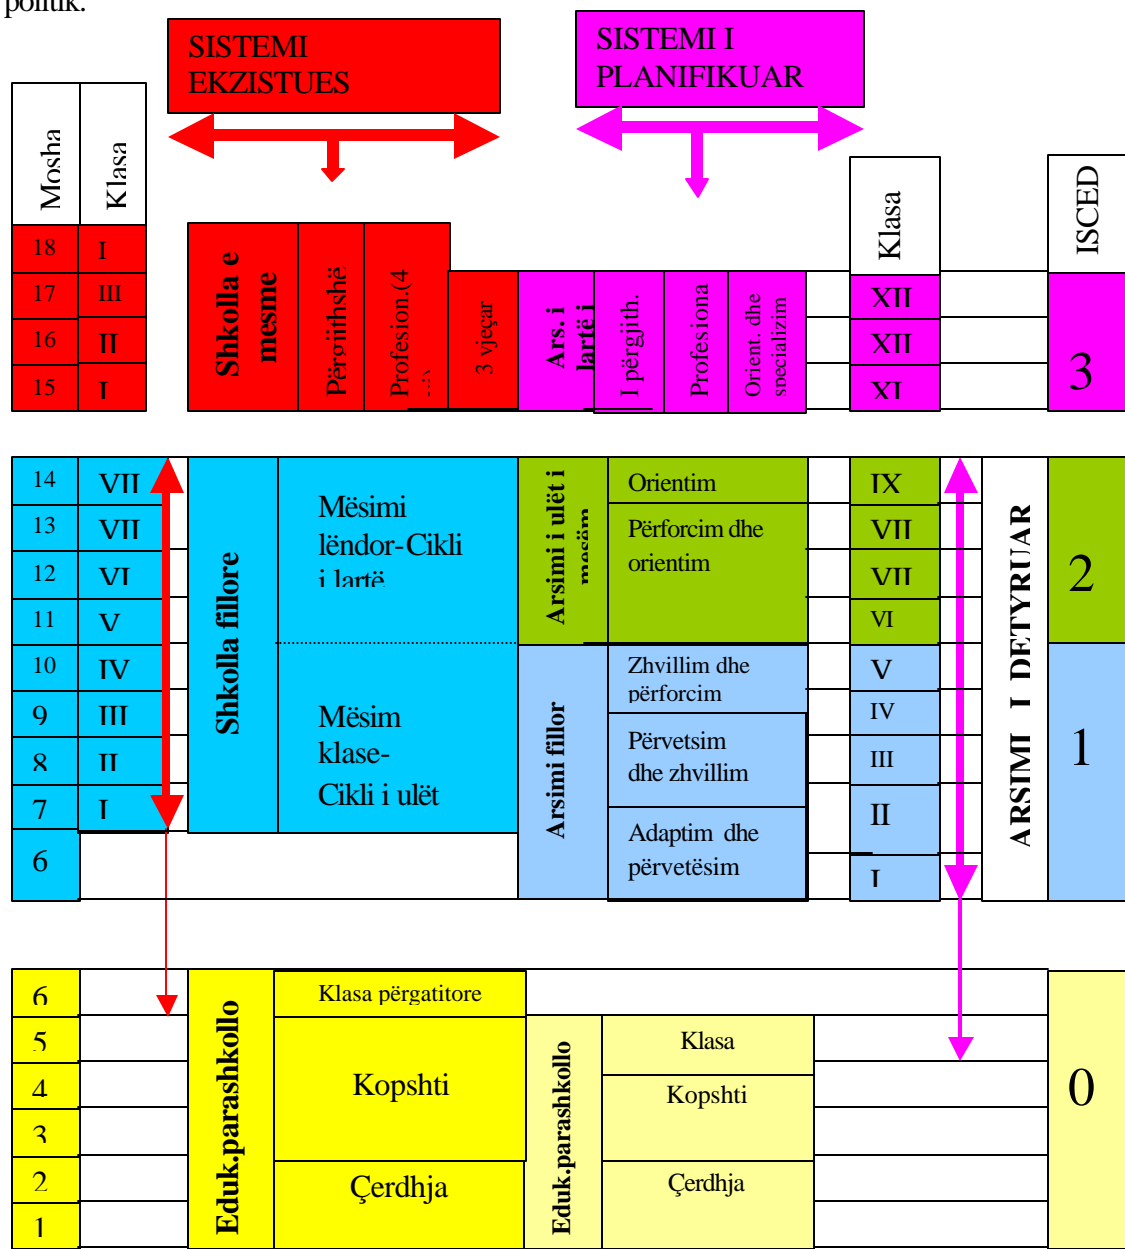 politik.
SISTEMI
EKZISTUES
SISTEMI I
PLANIFIKUAR
Mosha
Klasa
Klasa
ISCED
18
I
17
III
16
II
15
I
Shkolla e
mesme
Përgjithshë
Profesion.(4
3 vjeçar
Ars. i
lartë i
I përgjith.
Profesiona
Orient. dhe
specializim
XII
XII
XI
3
14
VII
13
VII
12
VI
11
V
10
IV
9
III
8
II
7
I
6
Shkolla fillore
Mësimi
lëndor-Cikli
i lartë
Mësim
klase-
Cikli i ulët
Arsimi i ulët i
mesëm
Orientim
Përforcim dhe
orientim
Arsimi fillor
Zhvillim dhe
përforcim
Përvetsim
dhe zhvillim
Adaptim dhe
përvetësim
IX
VII
VII
VI
V
IV
III
II
I
ARSIMI I DETYRUAR
2
1
6
5
4
3
2
1
Eduk.parashkollo
Klasa përgatitore
Kopshti
Çerdhja
Eduk.parashkollo
Klasa
Kopshti
Çerdhja
0